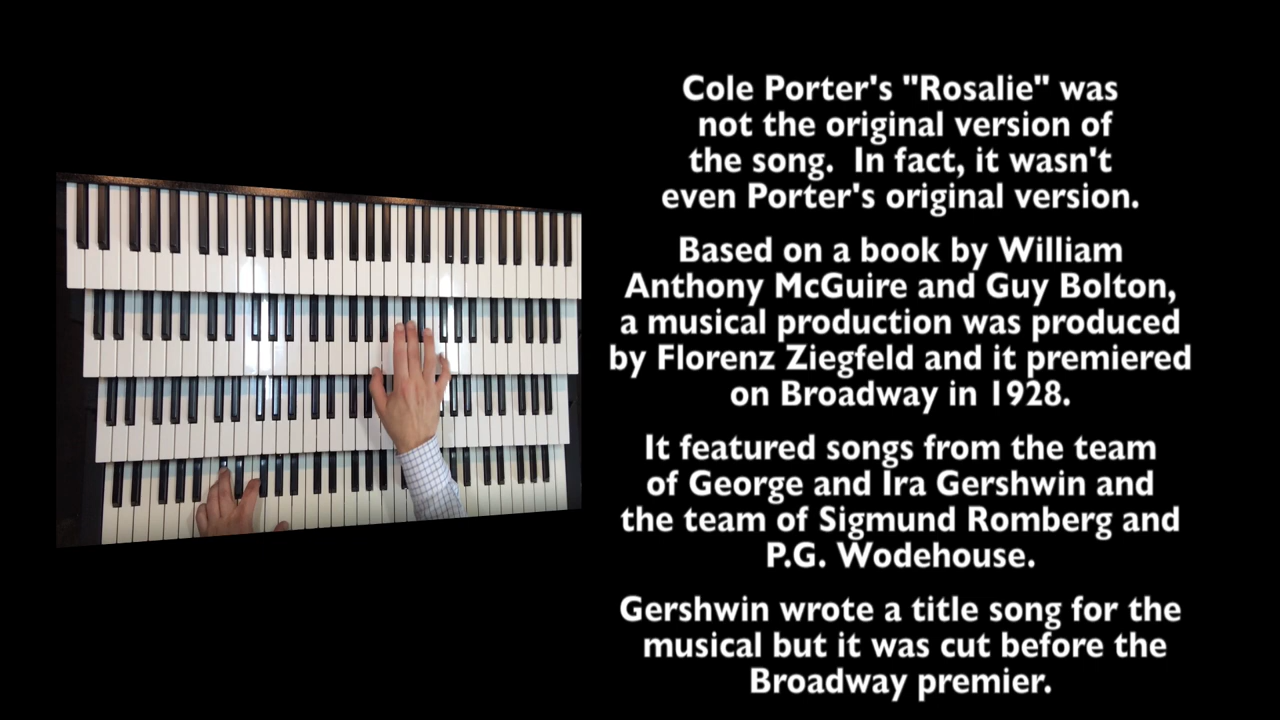 Cole Porter's "Rosalie" was
not the original version of
the song.  In fact, it wasn't
even Porter's original version.
Based on a book by William
Anthony McGuire and Guy Bolton,
a musical production was produced
by Florenz Ziegfeld and it premiered
on Broadway in 1928.
It featured songs from the team
of George and Ira Gershwin and
the team of Sigmund Romberg and
P.G. Wodehouse.
Gershwin wrote a title song for the
musical but it was cut before the
Broadway premier.